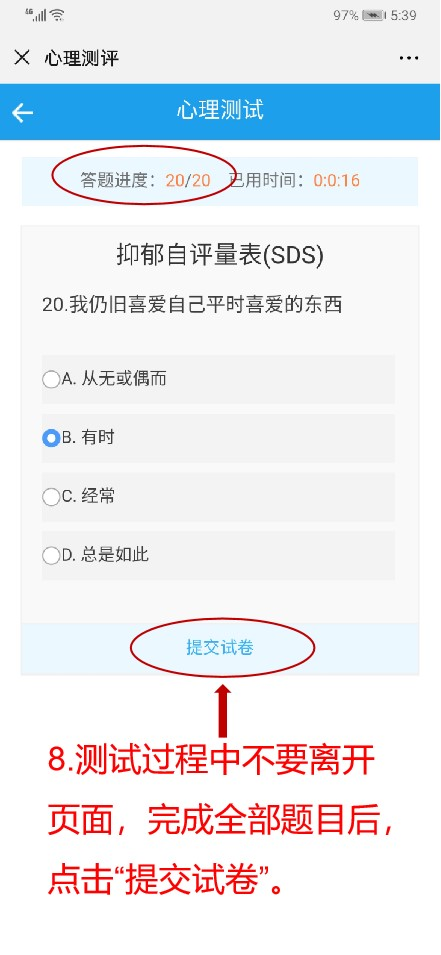 4G 97% 5:39
心理测评
心理测试
答题进度：20/20 已用时间：0:0:16
抑郁自评量表(SDS)
20.我仍旧喜爱自己平时喜爱的东西
A. 从无或偶而
B. 有时
C. 经常
D. 总是如此
提交试卷
8.测试过程中不要离开
页面，完成全部题目后，
点击“提交试卷”。